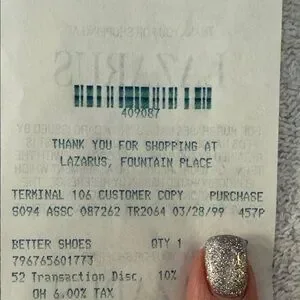 409087
THANK YOU FOR SHOPPING AT
LAZARUS, FOUNTAIN PLACE
TERMINAL 106 CUSTOMER COPY PURCHASE
S094 ASSC 087262 TR2064 03/28/99 457P
BETTER SHOES QTY 1
796765601773
52 Transaction Disc, 10%
OH 6.00% TAX